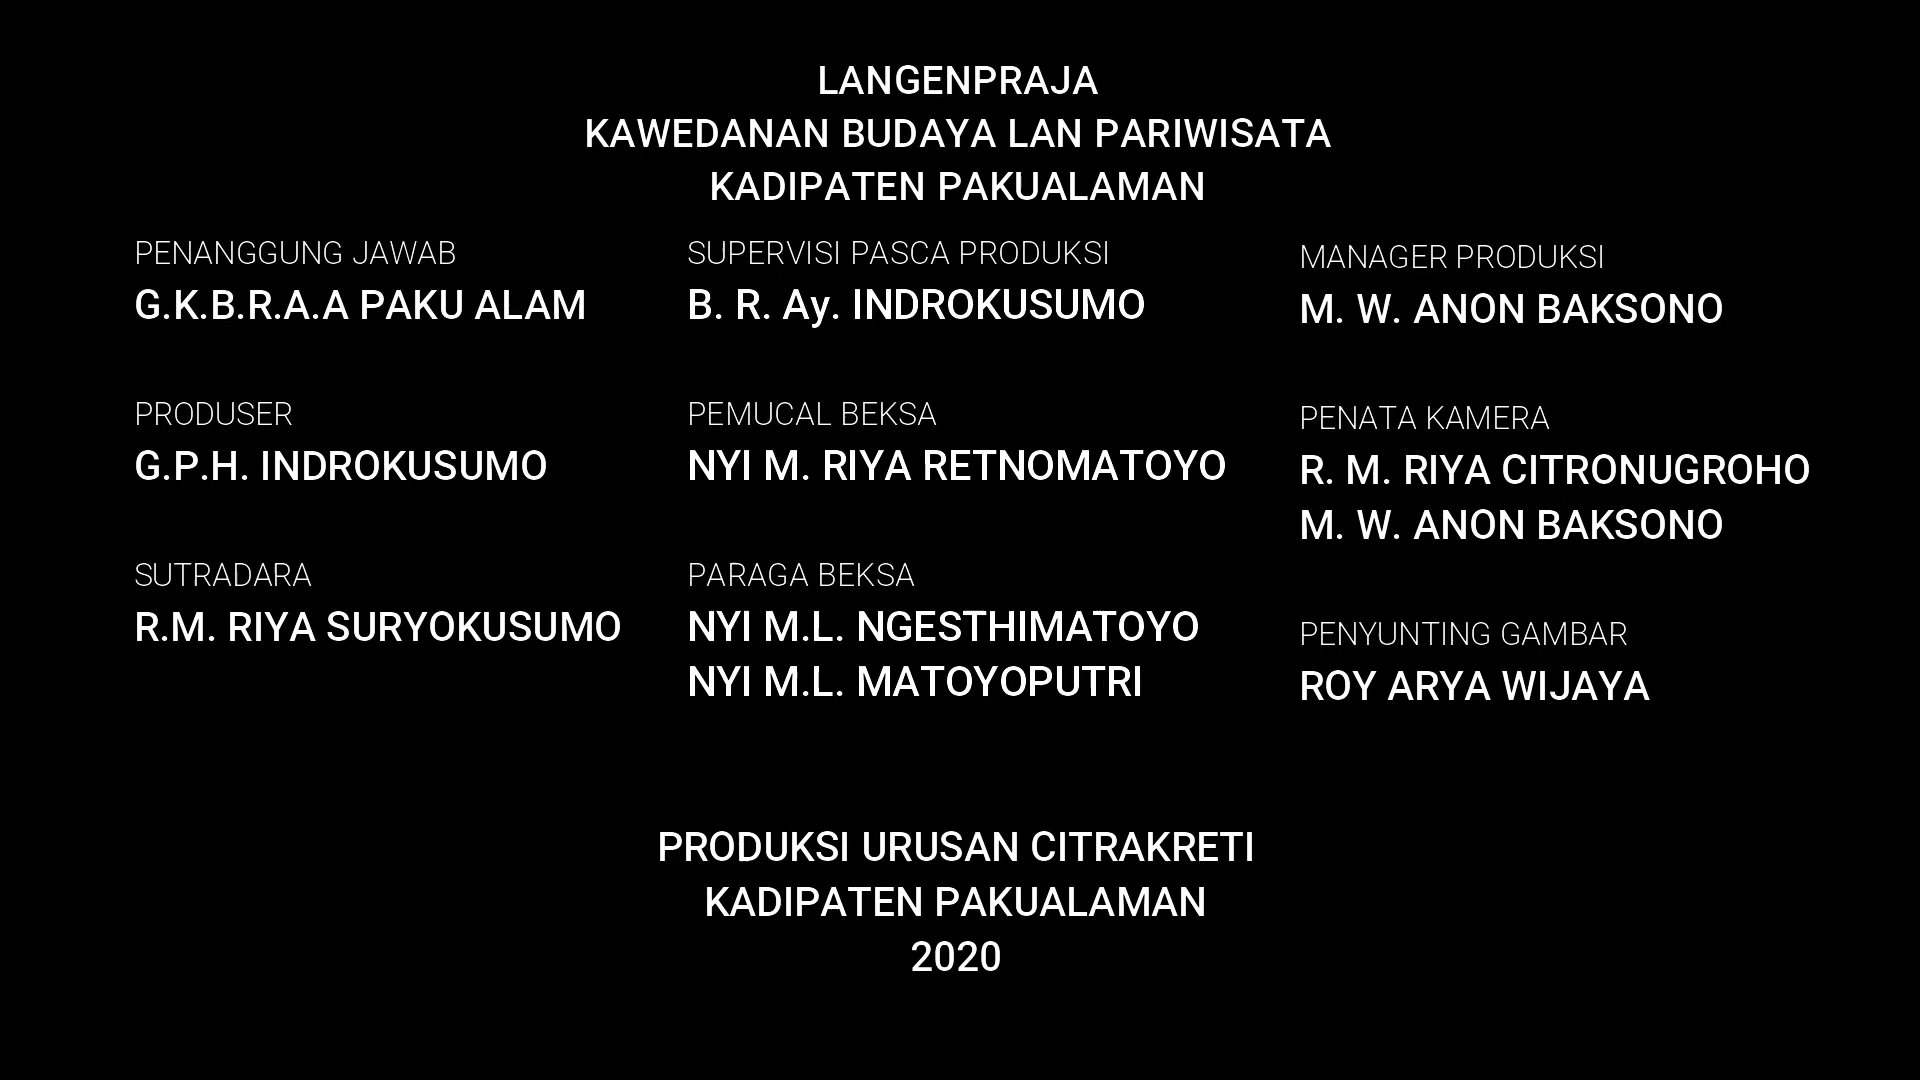 LANGENPRAJA
KAWEDANAN BUDAYA LAN PARIWISATA
KADIPATEN PAKUALAMAN
PENANGGUNG JAWAB
G.K.B.R.A.A PAKU ALAM
PRODUSER
G.P.H. INDROKUSUMO
SUTRADARA
R.M. RIYA SURYOKUSUMO
SUPERVISI PASCA PRODUKSI
B. R. Ay. INDROKUSUMO
PEMUCAL BEKSA
NYI M. RIYA RETNOMATOYO
PARAGA BEKSA
NYI M.L. NGESTHIMATOYO
NYI M.L. MATOYOPUTRI
MANAGER PRODUKSI
M. W. ANON BAKSONO
PENATA KAMERA
R. M. RIYA CITRONUGROHO
M. W. ANON BAKSONO
PENYUNTING GAMBAR
ROY ARYA WIJAYA
PRODUKSI URUSAN CITRAKRETI
KADIPATEN PAKUALAMAN
2020